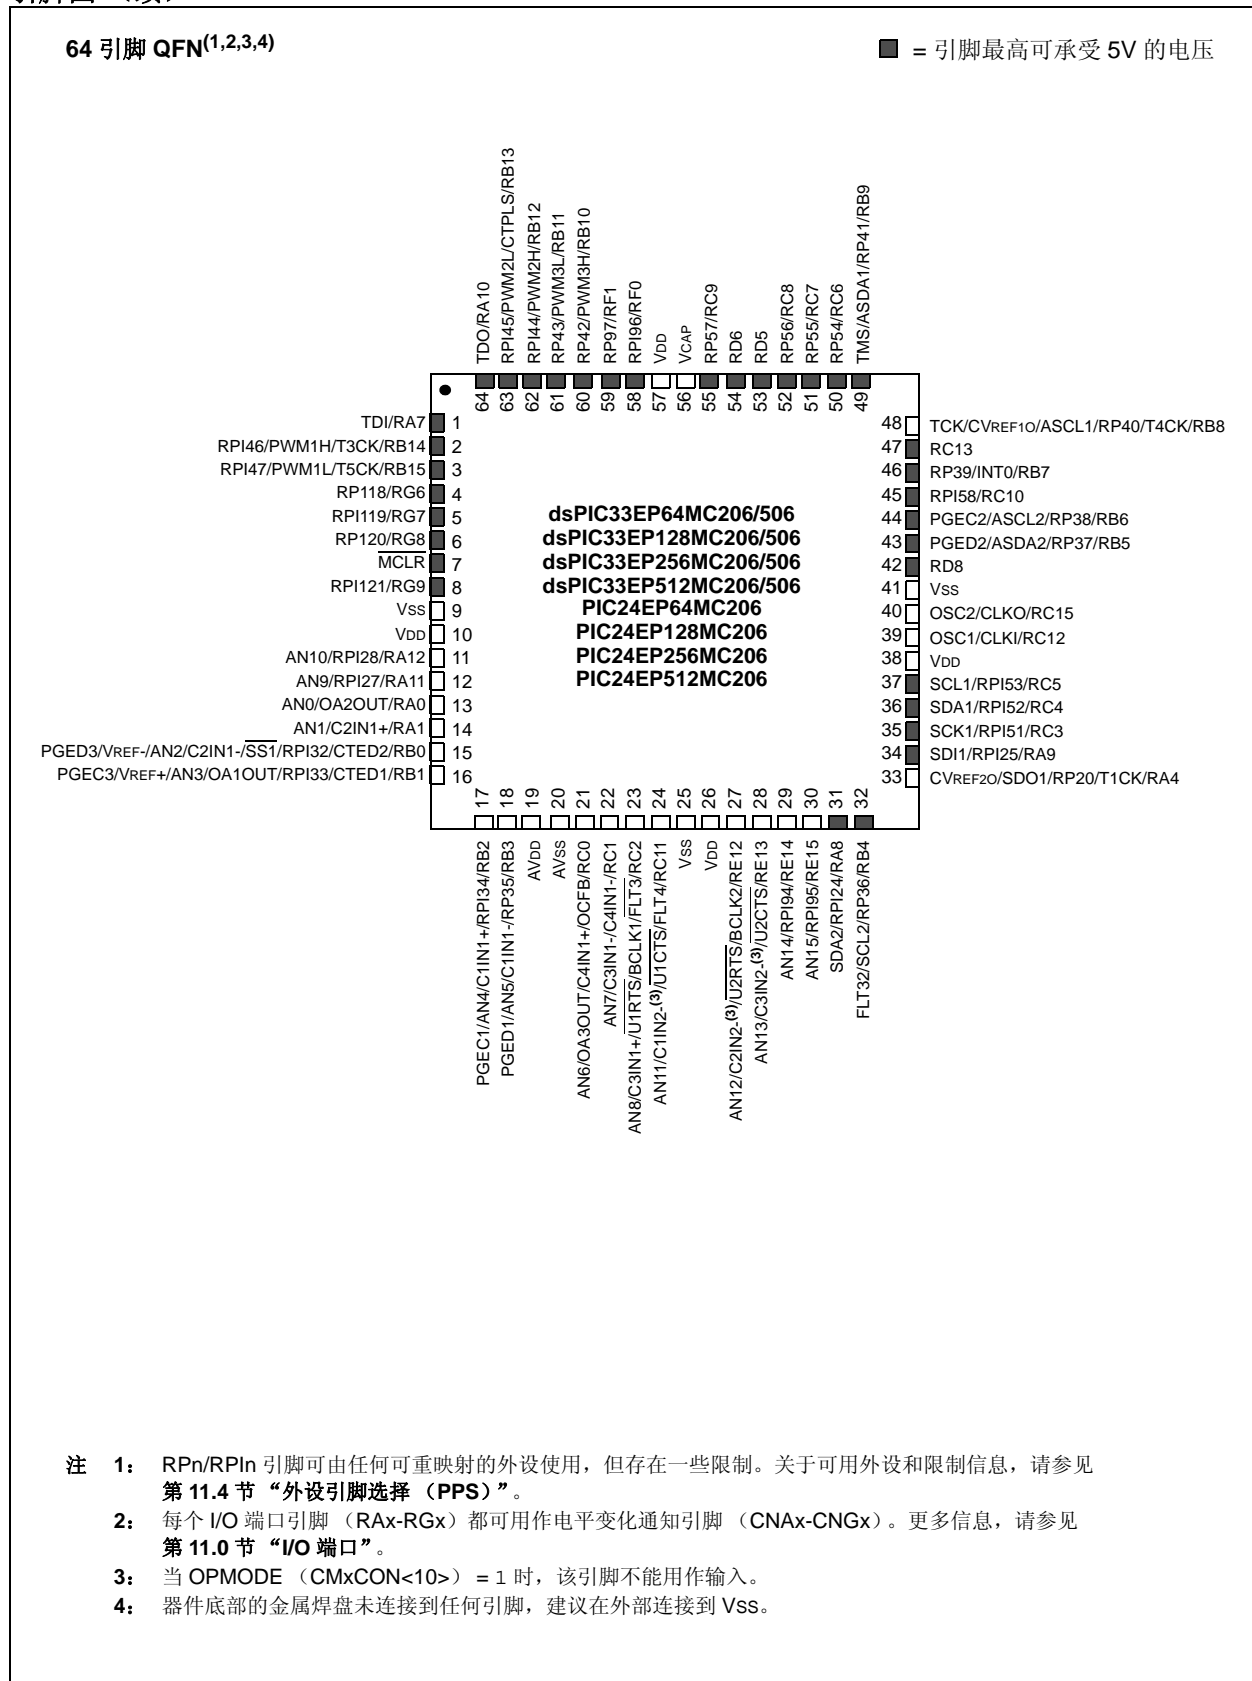 64 引脚 QFN(1,2,3,4)
= 引脚最高可承受 5V 的电压
TDO/RA10
RPI45/PWM2L/CTPLS/RB13
RPI44/PWM2H/RB12
RP43/PWM3L/RB11
RP42/PWM3H/RB10
RP97/RF1
RPI96/RF0
VDD
VCAP
RP57/RC9
RD6
RD5
RP56/RC8
RP55/RC7
RP54/RC6
TMS/ASDA1/RP41/RB9
64 63 62 61 60 59 58 57 56 55 54 53 52 51 50 49
TDI/RA7 1
RPI46/PWM1H/T3CK/RB14 2
RPI47/PWM1L/T5CK/RB15 3
RP118/RG6 4
RPI119/RG7 5
RP120/RG8 6
MCLR 7
RPI121/RG9 8
VSS 9
VDD 10
AN10/RPI28/RA12 11
AN9/RPI27/RA11 12
AN0/OA2OUT/RA0 13
AN1/C2IN1+/RA1 14
PGED3/VREF-/AN2/C2IN1-/SS1/RPI32/CTED2/RB0 15
PGEC3/VREF+/AN3/OA1OUT/RPI33/CTED1/RB1 16
dsPIC33EP64MC206/506
dsPIC33EP128MC206/506
dsPIC33EP256MC206/506
dsPIC33EP512MC206/506
PIC24EP64MC206
PIC24EP128MC206
PIC24EP256MC206
PIC24EP512MC206
48 TCK/CVREF1O/ASCL1/RP40/T4CK/RB8
47 RC13
46 RP39/INT0/RB7
45 RPI58/RC10
44 PGEC2/ASCL2/RP38/RB6
43 PGED2/ASDA2/RP37/RB5
42 RD8
41 VSS
40 OSC2/CLKO/RC15
39 OSC1/CLKI/RC12
38 VDD
37 SCL1/RPI53/RC5
36 SDA1/RPI52/RC4
35 SCK1/RPI51/RC3
34 SDI1/RPI25/RA9
33 CVREF2O/SDO1/RP20/T1CK/RA4
17 18 19 20 21 22 23 24 25 26 27 28 29 30 31 32
PGEC1/AN4/C1IN1+/RPI34/RB2
PGED1/AN5/C1IN1-/RP35/RB3
AVDD
AVSS
AN6/OA3OUT/C4IN1+/OCFB/RC0
AN7/C3IN1-/C4IN1-/RC1
AN8/C3IN1+/U1RTS/BCLK1/FLT3/RC2
AN11/C1IN2-(3)/U1CTS/FLT4/RC11
VSS
VDD
AN12/C2IN2-(3)/U2RTS/BCLK2/RE12
AN13/C3IN2-(3)/U2CTS/RE13
AN14/RPI94/RE14
AN15/RPI95/RE15
SDA2/RPI24/RA8
FLT32/SCL2/RP36/RB4
注 1： RPn/RPIn 引脚可由任何可重映射的外设使用，但存在一些限制。关于可用外设和限制信息，请参见
第 11.4 节 “外设引脚选择 （PPS）”。
2： 每个 I/O 端口引脚 （RAx-RGx）都可用作电平变化通知引脚 （CNAx-CNGx）。更多信息，请参见
第 11.0 节 “I/O 端口”。
3： 当 OPMODE （CMxCON<10>） = 1 时，该引脚不能用作输入。
4： 器件底部的金属焊盘未连接到任何引脚，建议在外部连接到 VSS。